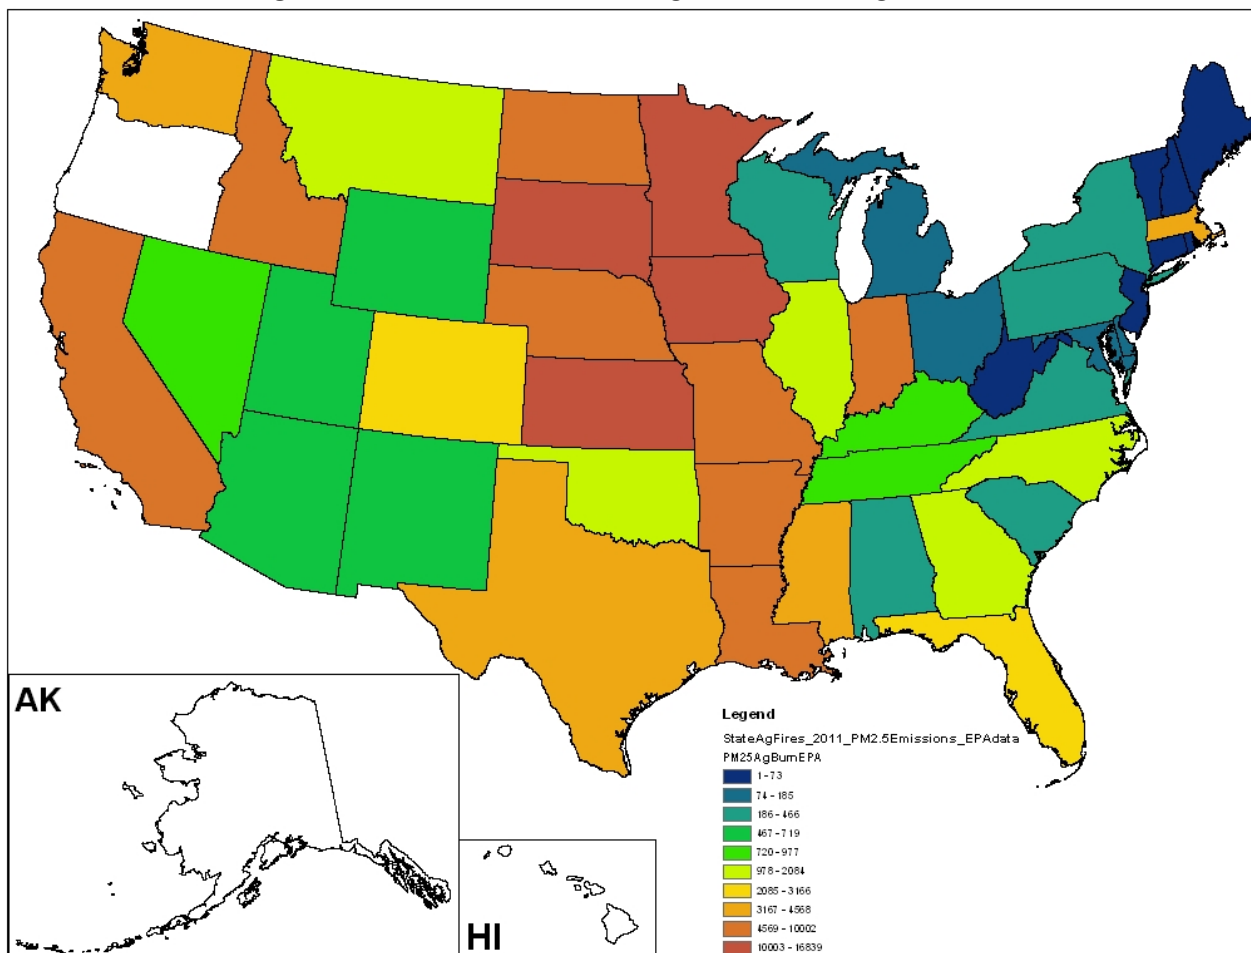 AK
HI
Legend
StateAgFires_2011_PM2.5Emissions_EPAdata
PM25AgBurnEPA
1 - 73
74 - 185
186 - 466
467 - 719
720 - 977
978 - 2084
2085 - 3166
3167 - 4568
4569 - 10002
10003 - 16839